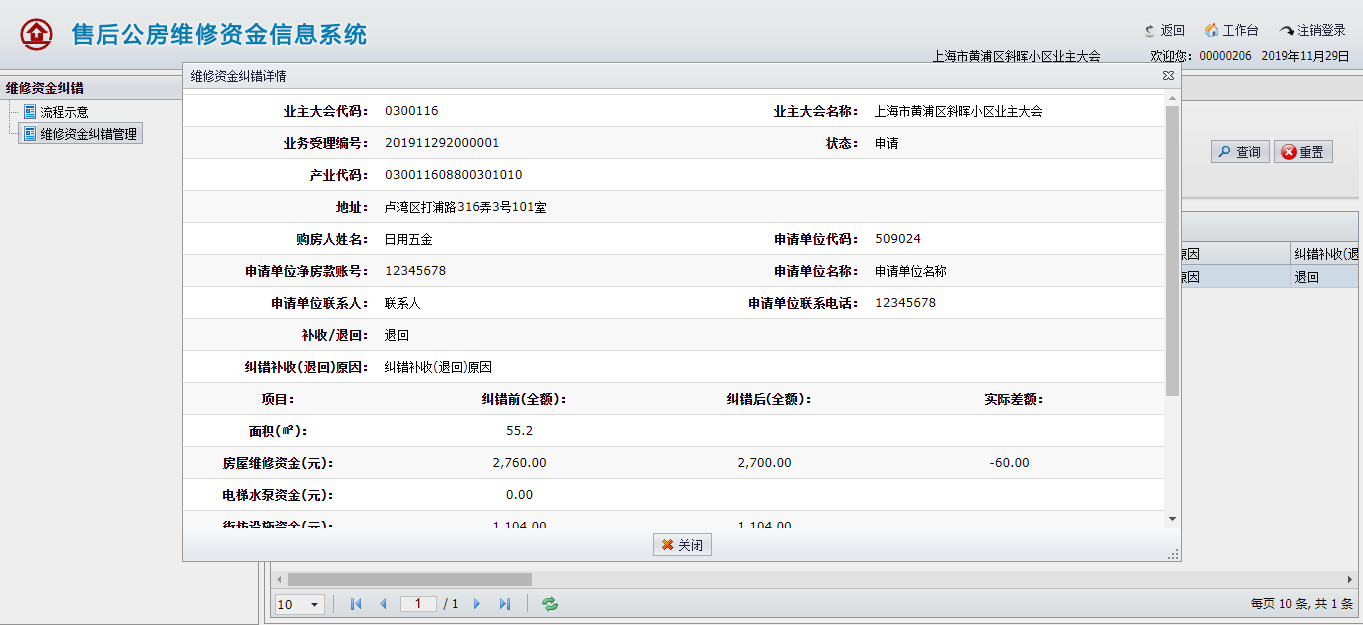 售后公房维修资金信息系统
返回 工作台 注销登录
上海市黄浦区斜晖小区业主大会 欢迎您: 00000206 2019年11月29日
维修资金纠错
流程示意
维修资金纠错管理
维修资金纠错详情
业主大会代码: 0300116 业主大会名称: 上海市黄浦区斜晖小区业主大会
业务受理编号: 201911292000001 状态: 申请
产业代码: 030011608800301010
地址: 卢湾区打浦路316弄3号101室
购房人姓名: 日用五金 申请单位代码: 509024
申请单位净房款账号: 12345678 申请单位名称: 申请单位名称
申请单位联系人: 联系人 申请单位联系电话: 12345678
补收/退回: 退回
纠错补收(退回)原因: 纠错补收(退回)原因
项目: 纠错前(全额): 纠错后(全额): 实际差额:
面积(㎡): 55.2
房屋维修资金(元): 2,760.00 2,700.00 -60.00
电梯水泵资金(元): 0.00
街坊设施资金(元): 1,104.00 1,104.00
关闭
查询 重置
原因 纠错补收(退
原因 退回
10 1 / 1 每页 10 条, 共 1 条